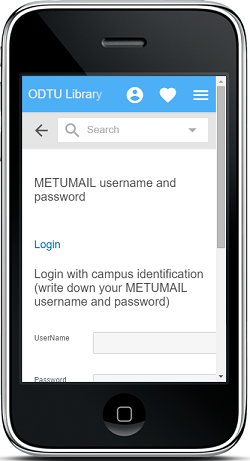 ODTU Library
Search
METUMAIL username and
password
Login
Login with campus identification
(write down your METUMAIL
username and password)
UserName
Password